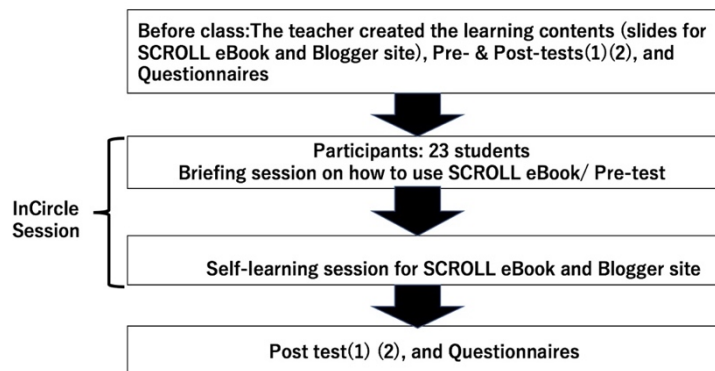 Before class:The teacher created the learning contents (slides for
SCROLL eBook and Blogger site), Pre- & Post-tests(1)(2), and
Questionnaires
Participants: 23 students
Briefing session on how to use SCROLL eBook/ Pre-test
InCircle
Session
Self-learning session for SCROLL eBook and Blogger site
Post test(1) (2), and Questionnaires